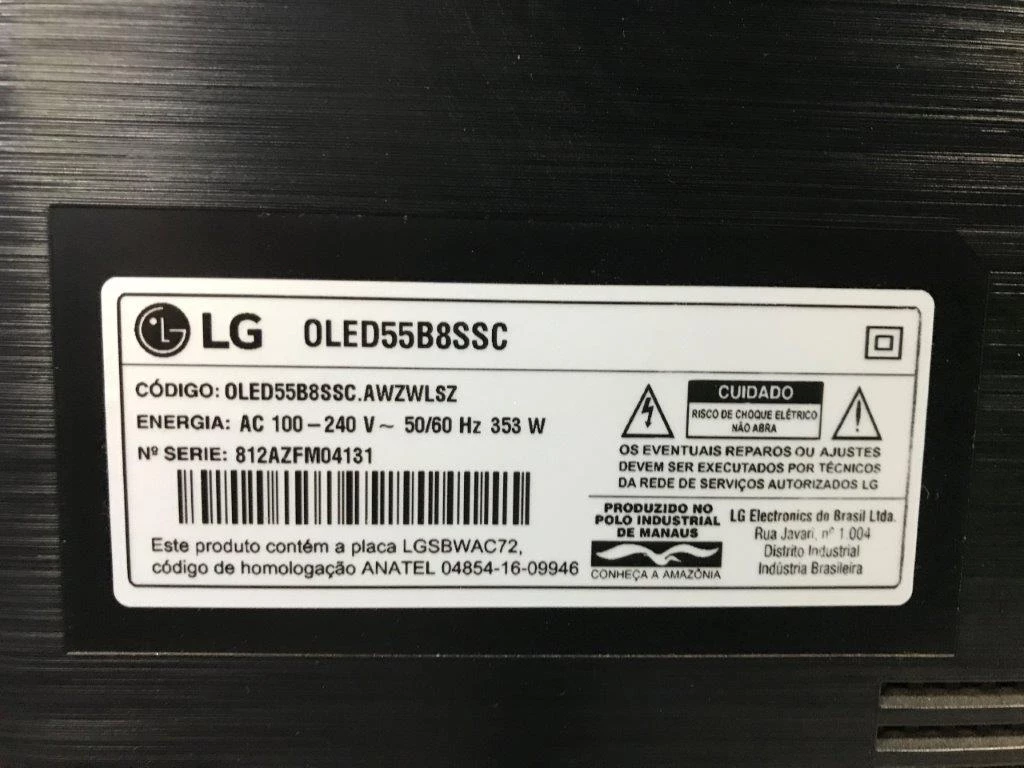 LG OLED55B8SSC
CÓDIGO: OLED55B8SSC.AWZWLSZ
ENERGIA: AC 100-240 V~ 50/60 Hz 353 W
Nº SERIE: 812AZFM04131
Este produto contém a placa LGSBWAC72,
código de homologação ANATEL 04854-16-09946
CUIDADO
RISCO DE CHOQUE ELÉTRICO
NÃO ABRA
OS EVENTUAIS REPAROS OU AJUSTES
DEVEM SER EXECUTADOS POR TÉCNICOS
DA REDE DE SERVIÇOS AUTORIZADOS LG
PRODUZIDO NO
POLO INDUSTRIAL
DE MANAUS
CONHEÇA A AMAZÔNIA
LG Electronics do Brasil Ltda.
Rua Javari, nº 1.004
Distrito Industrial
Indústria Brasileira